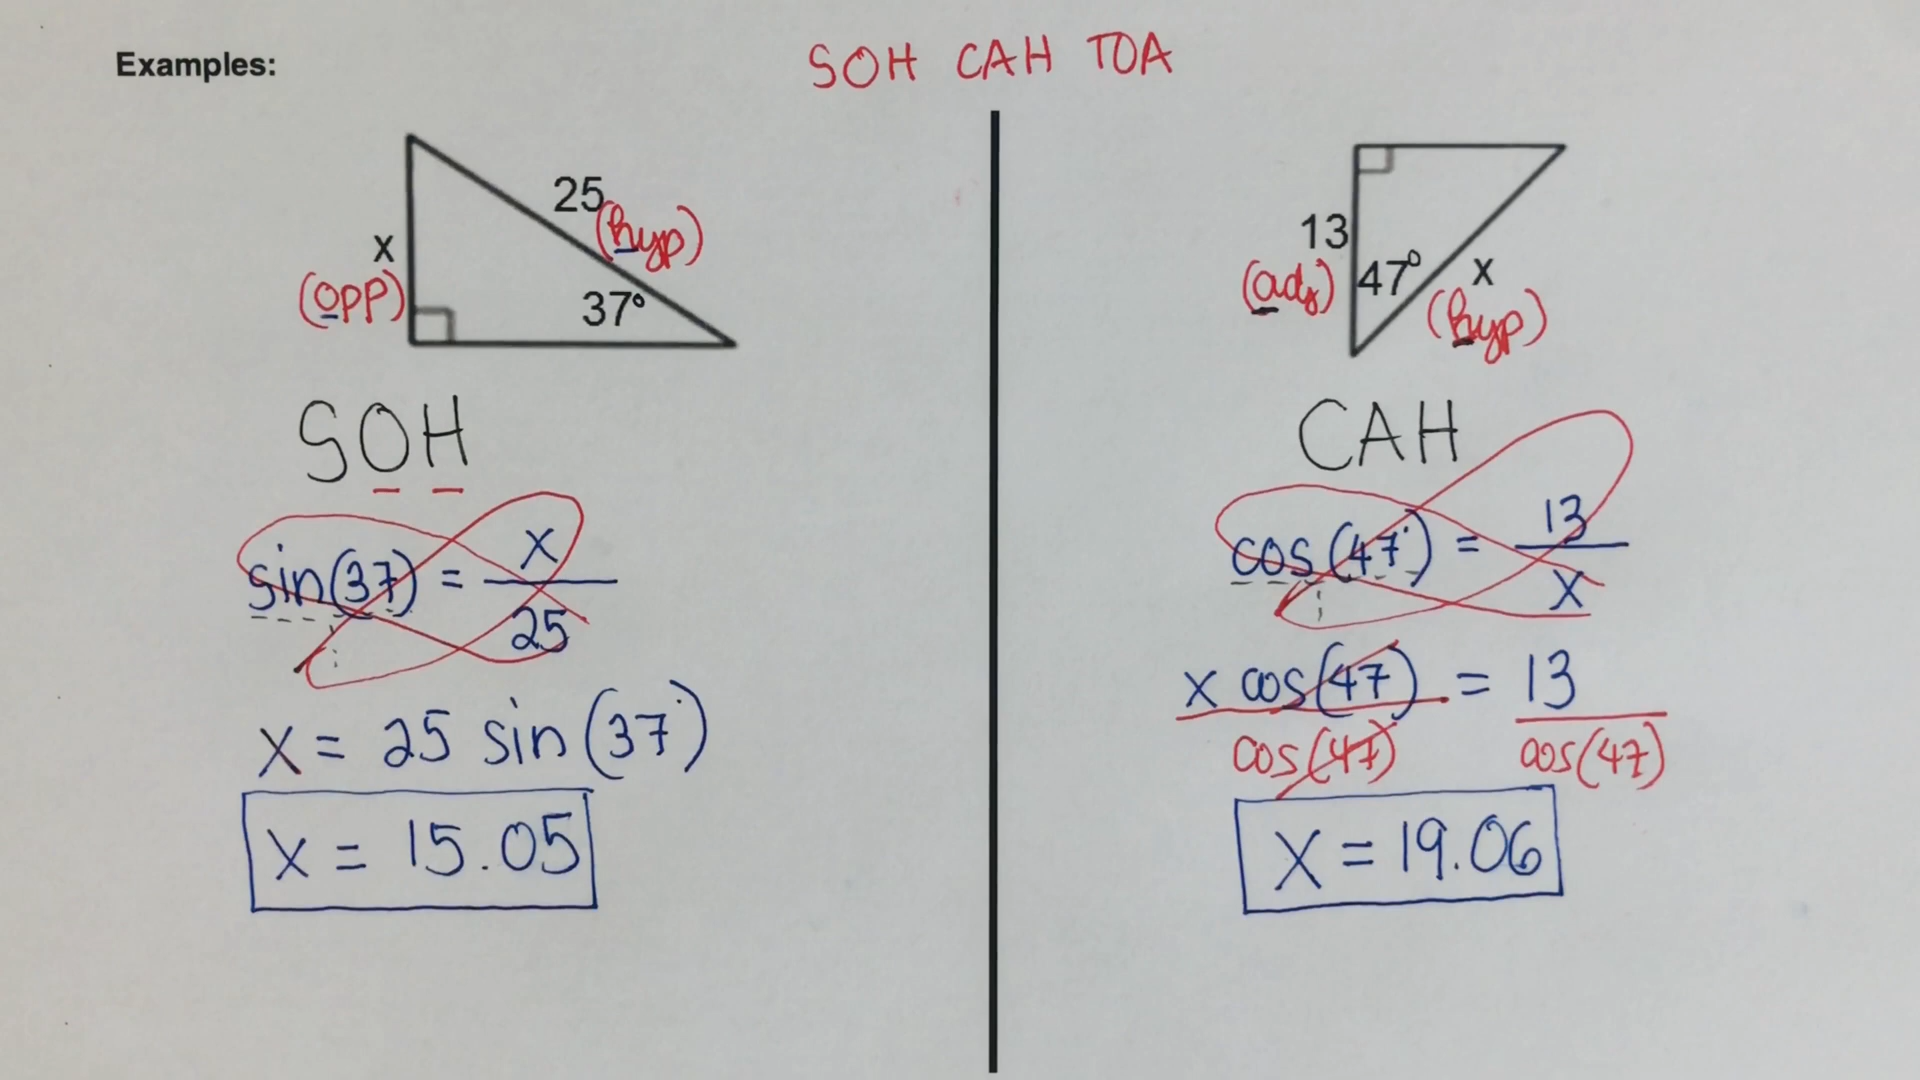 Examples:
SOH CAH TOA
25
(hyp)
x
(opp)
37°
SOH
sin(37) = x
25
x = 25 sin(37)
x = 15.05
13
(adj)
47°
x
(hyp)
CAH
cos(47) = 13
x
x cos(47) = 13
cos(47) cos(47)
x = 19.06